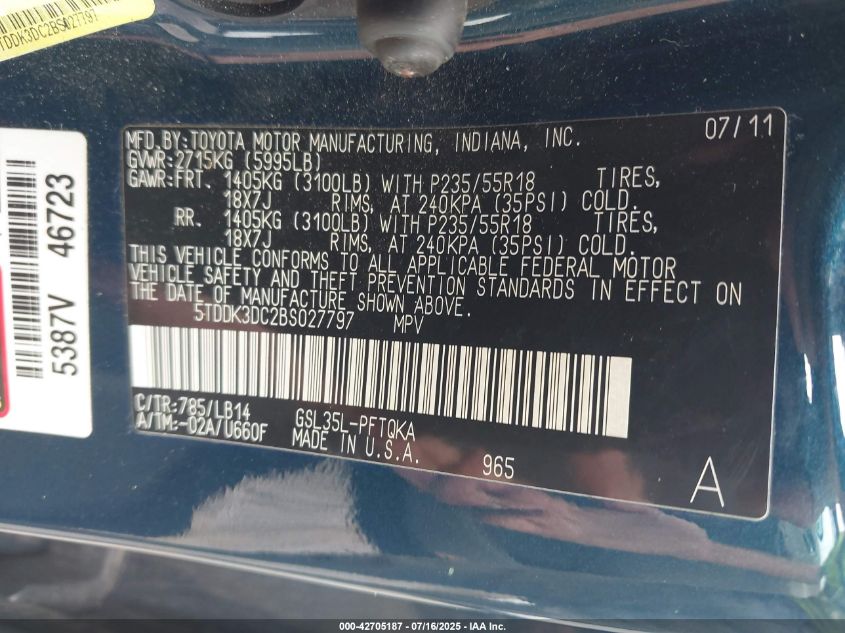 TDDK3DC2BS027797
5387V 46723
07/11
MFD. BY: TOYOTA MOTOR MANUFACTURING, INDIANA, INC.
GVWR: 2715KG (5995LB)
GAWR: FRT. 1405KG (3100LB) WITH P235/55R18 TIRES,
18X7J RIMS, AT 240KPA (35PSI) COLD.
RR. 1405KG (3100LB) WITH P235/55R18 TIRES,
18X7J RIMS, AT 240KPA (35PSI) COLD.
THIS VEHICLE CONFORMS TO ALL APPLICABLE FEDERAL MOTOR
VEHICLE SAFETY AND THEFT PREVENTION STANDARDS IN EFFECT ON
THE DATE OF MANUFACTURE SHOWN ABOVE.
5TDDK3DC2BS027797 MPV
C/TR: 785/LB14 GSL35L-PFTQKA
A/TM: -02A/U660F MADE IN U.S.A.
965
A
000-42705187 - 07/16/2025 - IAA Inc.